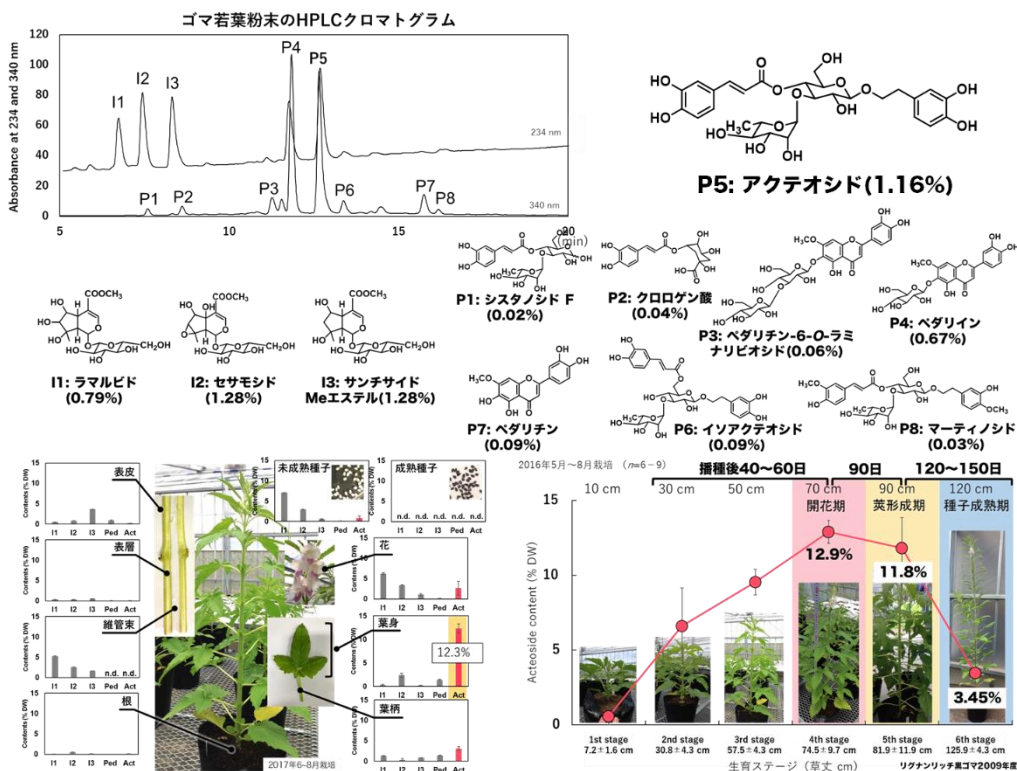 ゴマ若葉粉末のHPLCクロマトグラム
Absorbance at 234 and 340 nm
120
100
80
60
40
20
0
I1
I2
I3
P4
P5
234 nm
P1
P2
P3
P6
P7
P8
340 nm
5
10
15
20
(min)
P5: アクテオシド(1.16%)
P1: シスタノシド F
(0.02%)
P2: クロロゲン酸
(0.04%)
P3: ペダリチン-6-O-ラミ
ナリビオシド(0.06%)
P4: ペダリイン
(0.67%)
I1: ラマルビド
(0.79%)
I2: セサモシド
(1.28%)
I3: サンチサイド
Meエステル(1.28%)
P7: ペダリチン
(0.09%)
P6: イソアクテオシド
(0.09%)
P8: マーティノシド
(0.03%)
表皮
表層
維管束
根
未成熟種子
成熟種子
n.d. n.d. n.d. n.d. n.d.
花
葉身
12.3%
葉柄
n.d. n.d.
Contents (% DW)
15
10
5
0
I1 I2 I3 Ped Act
2017年6–8月栽培
2016年5月〜8月栽培 (n=6–9)
播種後40〜60日
90日
120〜150日
10 cm
30 cm
50 cm
70 cm
開花期
90 cm
莢形成期
120 cm
種子成熟期
Acteoside content (% DW)
15
10
5
0
12.9%
11.8%
3.45%
1st stage
7.2±1.6 cm
2nd stage
30.8±4.3 cm
3rd stage
57.5±4.3 cm
4th stage
74.5±9.7 cm
5th stage
81.9±11.9 cm
6th stage
125.9±4.3 cm
生育ステージ(草丈 cm)
リグナンリッチ黒ゴマ2009年度